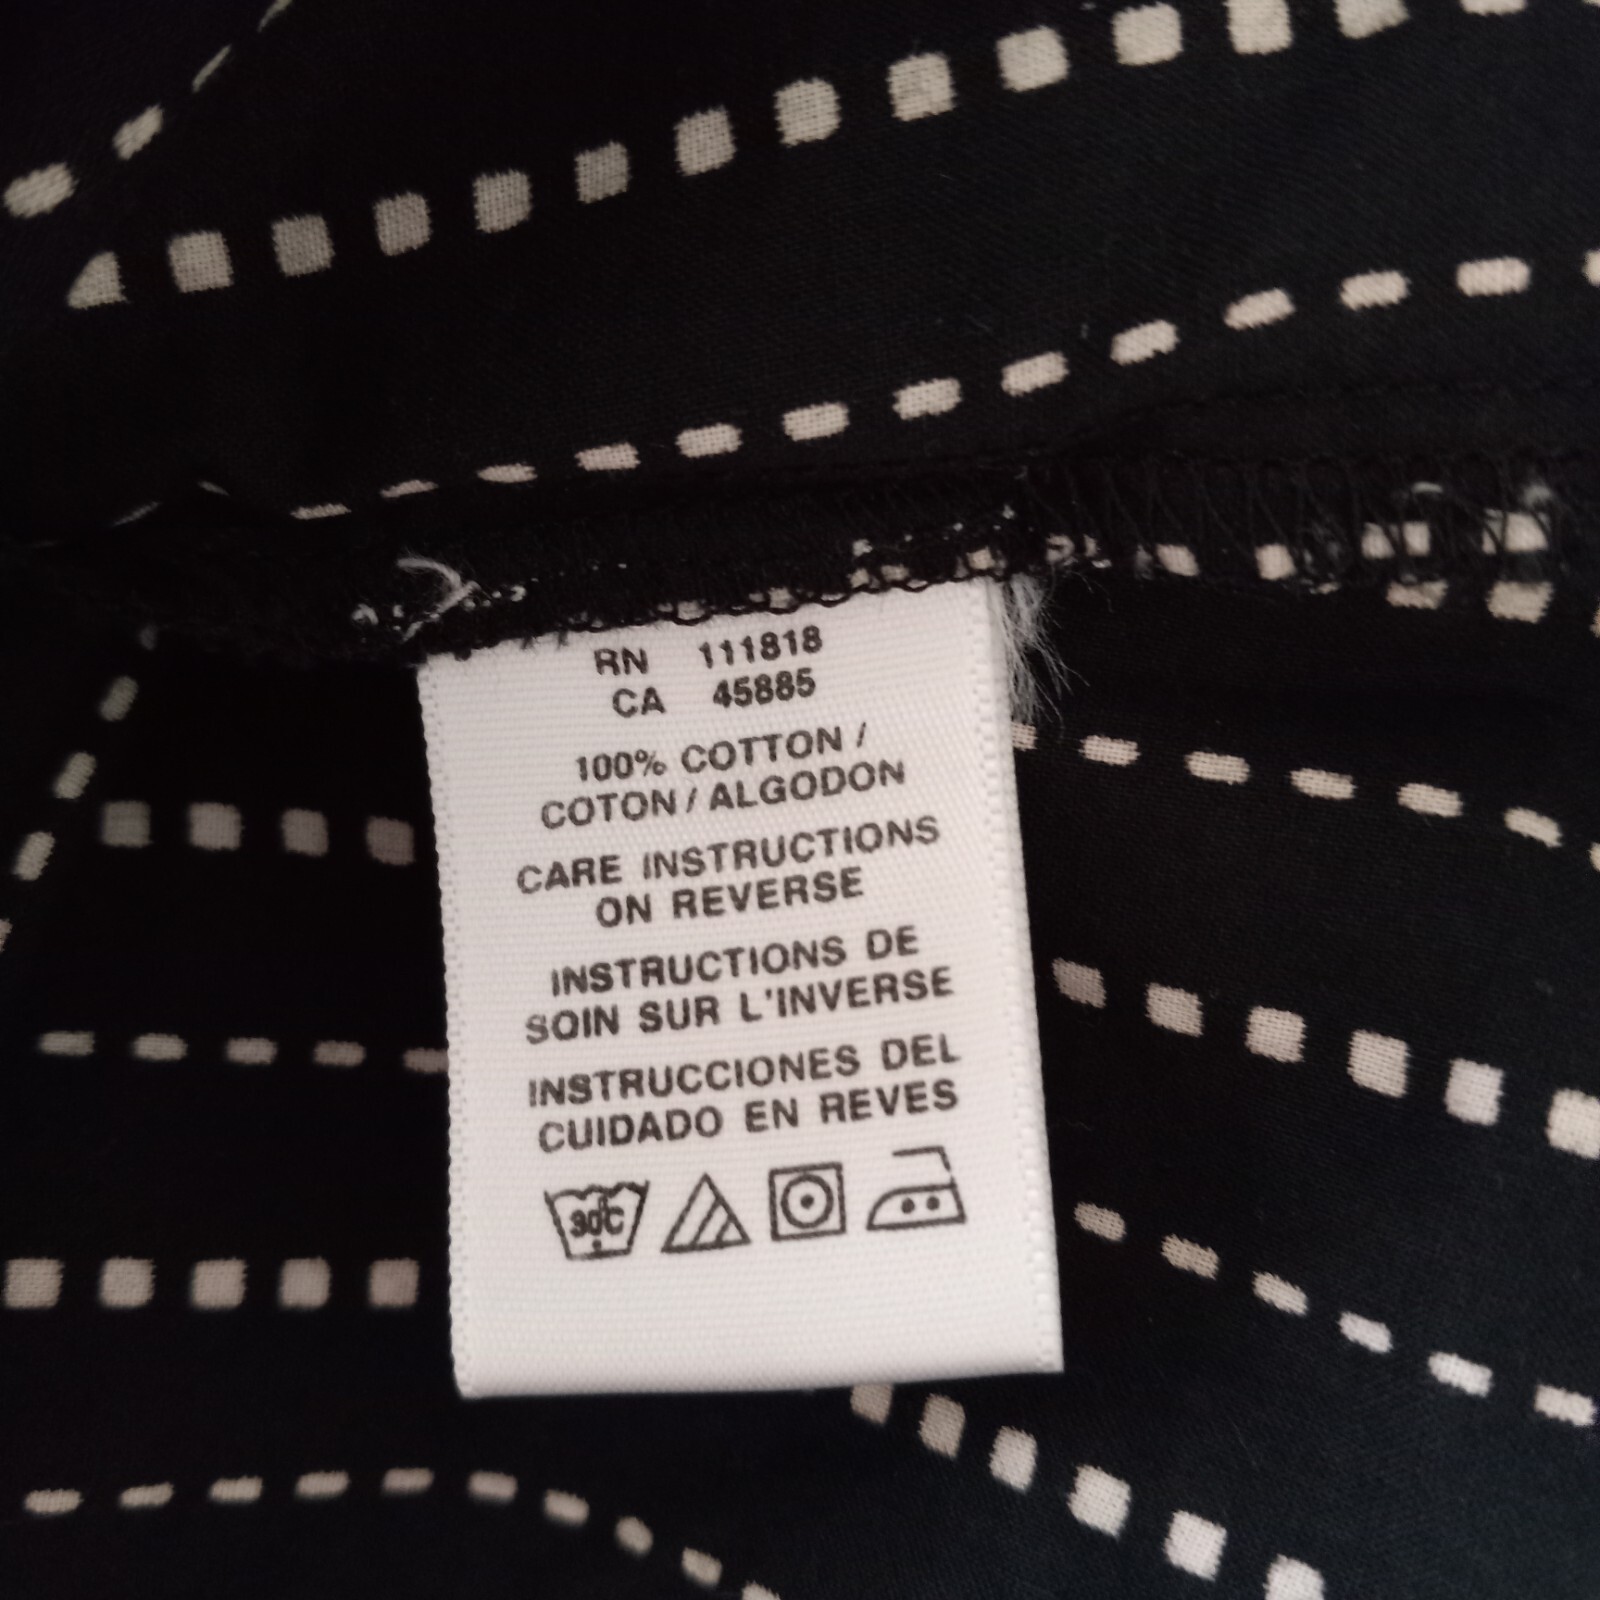 RN 111818
CA 45885
100% COTTON /
COTON / ALGODON
CARE INSTRUCTIONS
ON REVERSE
INSTRUCTIONS DE
SOIN SUR L'INVERSE
INSTRUCCIONES DEL
CUIDADO EN REVES
30°C